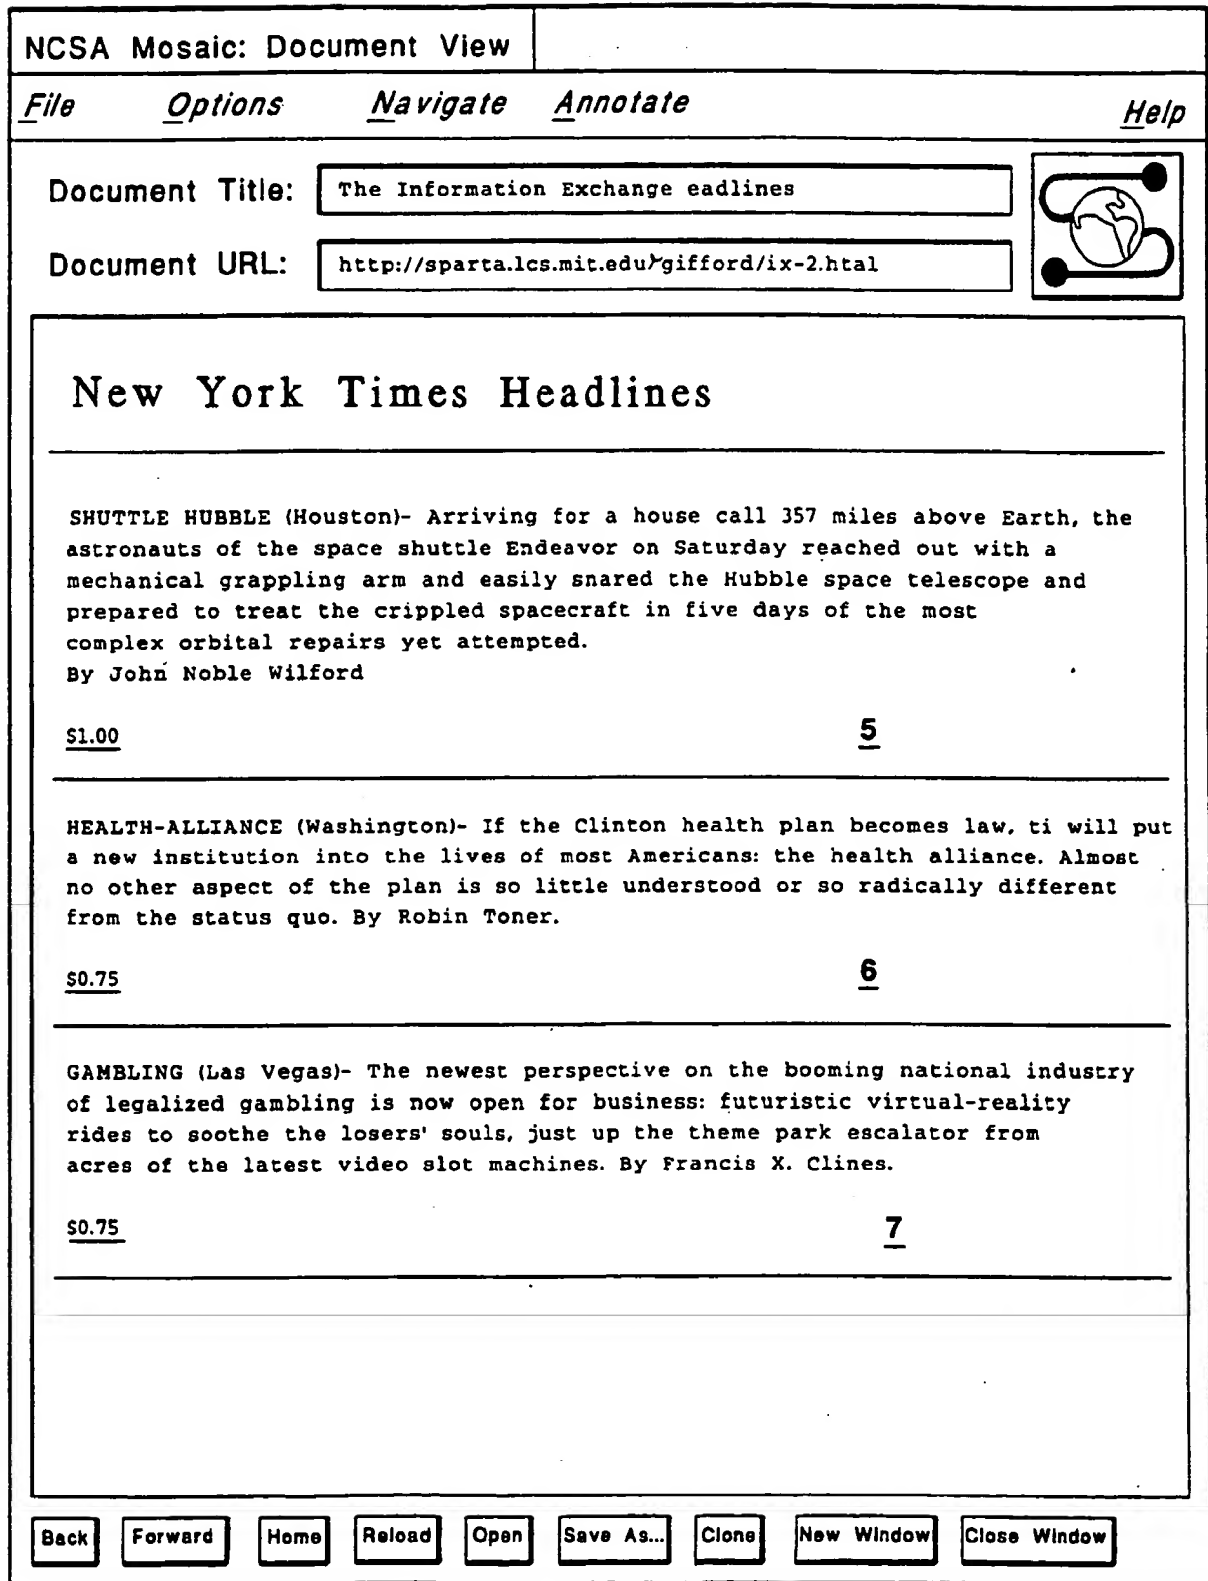 NCSA Mosaic: Document View
File Options Navigate Annotate Help
Document Title: The Information Exchange eadlines
Document URL: http://sparta.lcs.mit.edu/~gifford/ix-2.htal
New York Times Headlines
SHUTTLE HUBBLE (Houston)- Arriving for a house call 357 miles above Earth, the
astronauts of the space shuttle Endeavor on Saturday reached out with a
mechanical grappling arm and easily snared the Hubble space telescope and
prepared to treat the crippled spacecraft in five days of the most
complex orbital repairs yet attempted.
By John Noble Wilford
$1.00 5
HEALTH-ALLIANCE (Washington)- If the Clinton health plan becomes law, ti will put
a new institution into the lives of most Americans: the health alliance. Almost
no other aspect of the plan is so little understood or so radically different
from the status quo. By Robin Toner.
$0.75 6
GAMBLING (Las Vegas)- The newest perspective on the booming national industry
of legalized gambling is now open for business: futuristic virtual-reality
rides to soothe the losers' souls, just up the theme park escalator from
acres of the latest video slot machines. By Francis X. Clines.
$0.75 7
Back Forward Home Reload Open Save As... Clone New Window Close Window